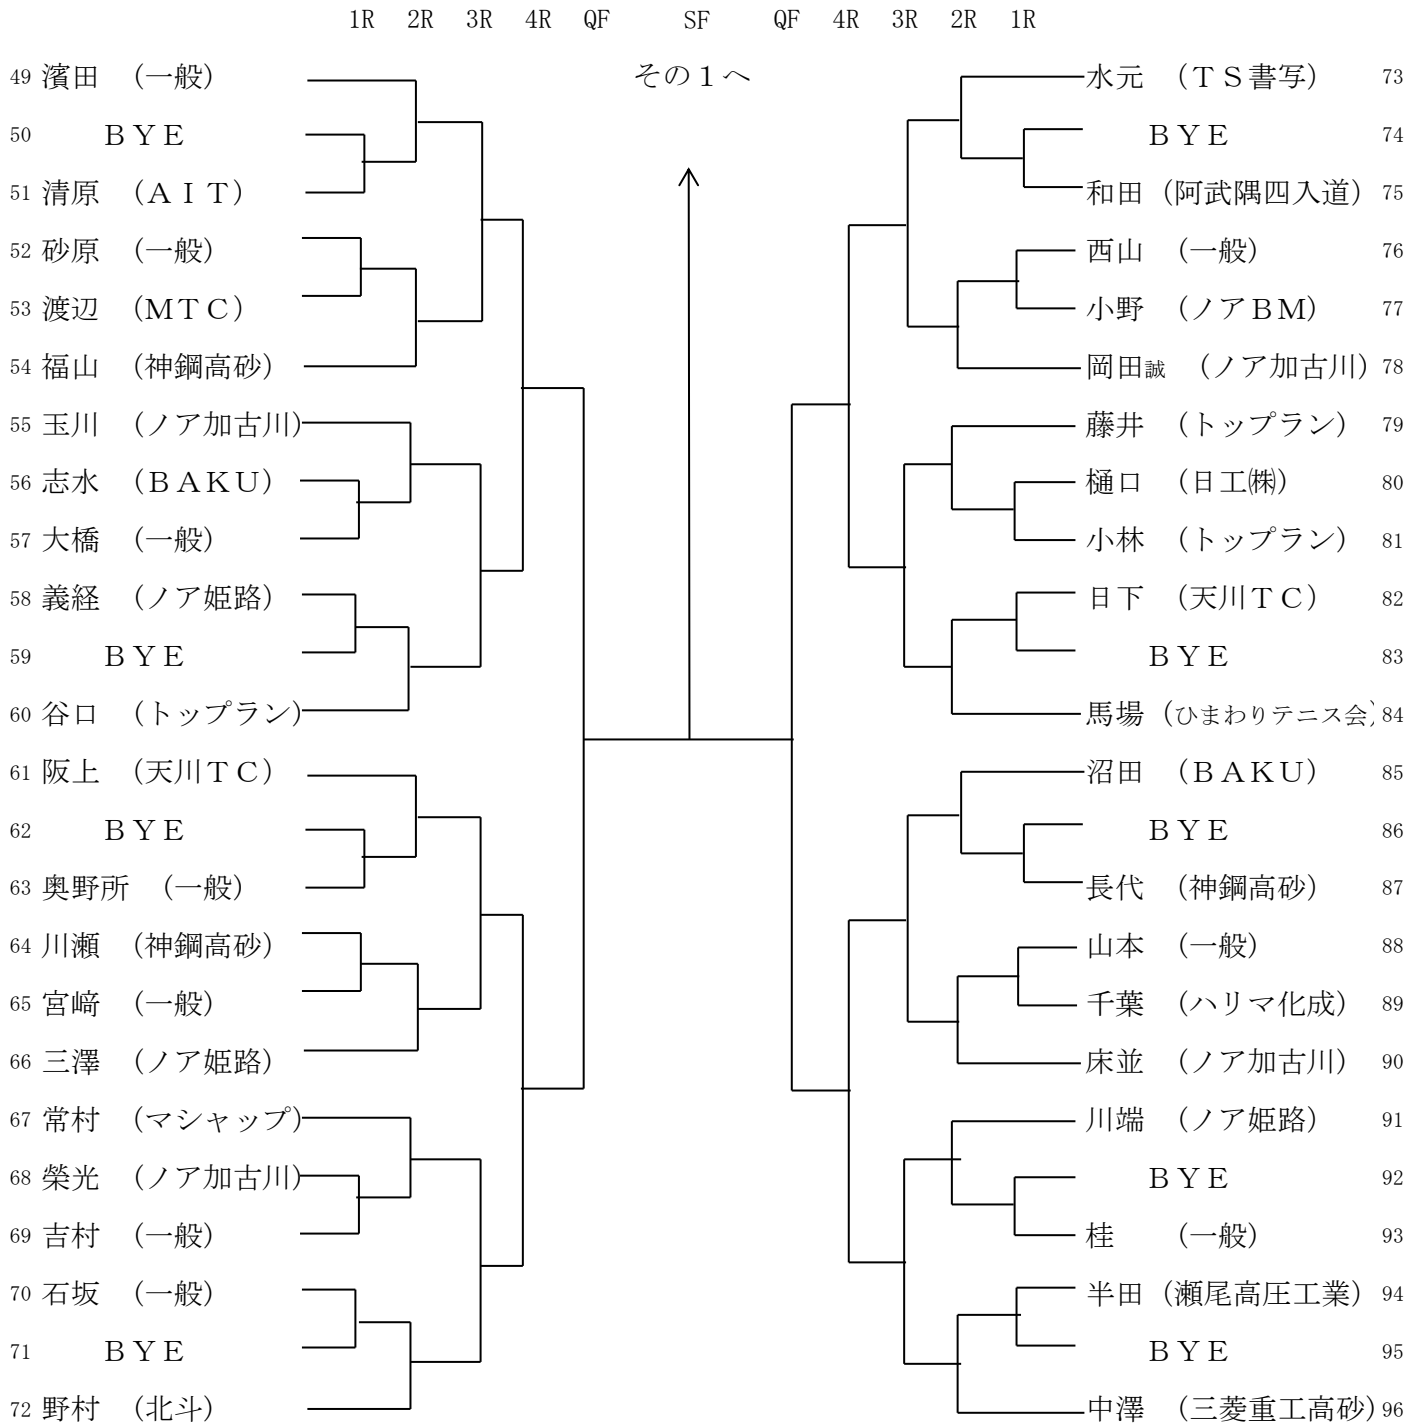 1R 2R 3R 4R QF SF QF 4R 3R 2R 1R
その１へ
49 濱田 （一般）
50 ＢＹＥ
51 清原 （ＡＩＴ）
52 砂原 （一般）
53 渡辺 （ＭＴＣ）
54 福山 （神鋼高砂）
55 玉川 （ノア加古川）
56 志水 （ＢＡＫＵ）
57 大橋 （一般）
58 義経 （ノア姫路）
59 ＢＹＥ
60 谷口 （トップラン）
61 阪上 （天川ＴＣ）
62 ＢＹＥ
63 奥野所 （一般）
64 川瀬 （神鋼高砂）
65 宮﨑 （一般）
66 三澤 （ノア姫路）
67 常村 （マシャップ）
68 榮光 （ノア加古川）
69 吉村 （一般）
70 石坂 （一般）
71 ＢＹＥ
72 野村 （北斗）
水元 （ＴＳ書写） 73
ＢＹＥ 74
和田（阿武隅四入道） 75
西山 （一般） 76
小野 （ノアＢＭ） 77
岡田誠 （ノア加古川） 78
藤井 （トップラン） 79
樋口 （日工㈱） 80
小林 （トップラン） 81
日下 （天川ＴＣ） 82
ＢＹＥ 83
馬場（ひまわりテニス会） 84
沼田 （ＢＡＫＵ） 85
ＢＹＥ 86
長代 （神鋼高砂） 87
山本 （一般） 88
千葉 （ハリマ化成） 89
床並 （ノア加古川） 90
川端 （ノア姫路） 91
ＢＹＥ 92
桂 （一般） 93
半田（瀬尾高圧工業） 94
ＢＹＥ 95
中澤 （三菱重工高砂） 96